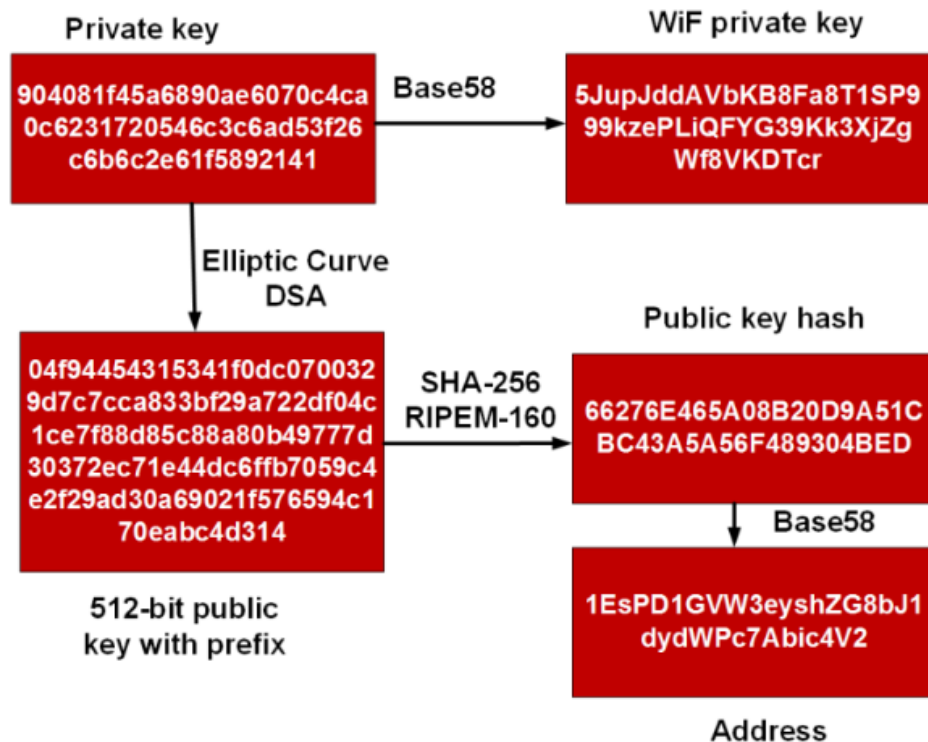 Private key
904081f45a6890ae6070c4ca
0c6231720546c3c6ad53f26
c6b6c2e61f5892141
Base58
WiF private key
5JupJddAVbKB8Fa8T1SP9
99kzePLiQFYG39Kk3XjZg
Wf8VKDTcr
Elliptic Curve
DSA
04f94454315341f0dc070032
9d7c7cca833bf29a722df04c
1ce7f88d85c88a80b49777d
30372ec71e44dc6ffb7059c4
e2f29ad30a69021f576594c1
70eabc4d314
512-bit public
key with prefix
SHA-256
RIPEM-160
Public key hash
66276E465A08B20D9A51C
BC43A5A56F489304BED
Base58
1EsPD1GVW3eyshZG8bJ1
dydWPc7Abic4V2
Address